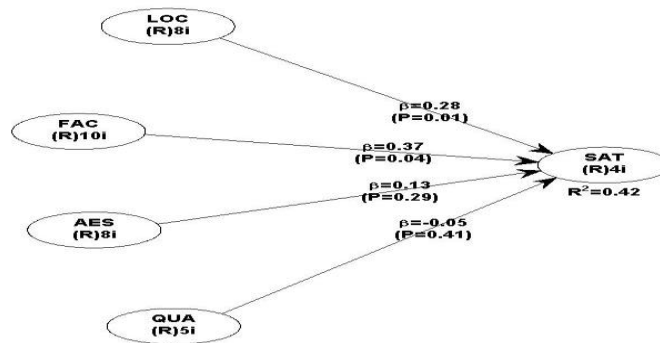 LOC
(R)8i
β=0.28
(P=0.01)
FAC
(R)10i
β=0.37
(P=0.04)
SAT
(R)4i
R²=0.42
β=0.13
(P=0.29)
AES
(R)8i
β=-0.05
(P=0.41)
QUA
(R)5i